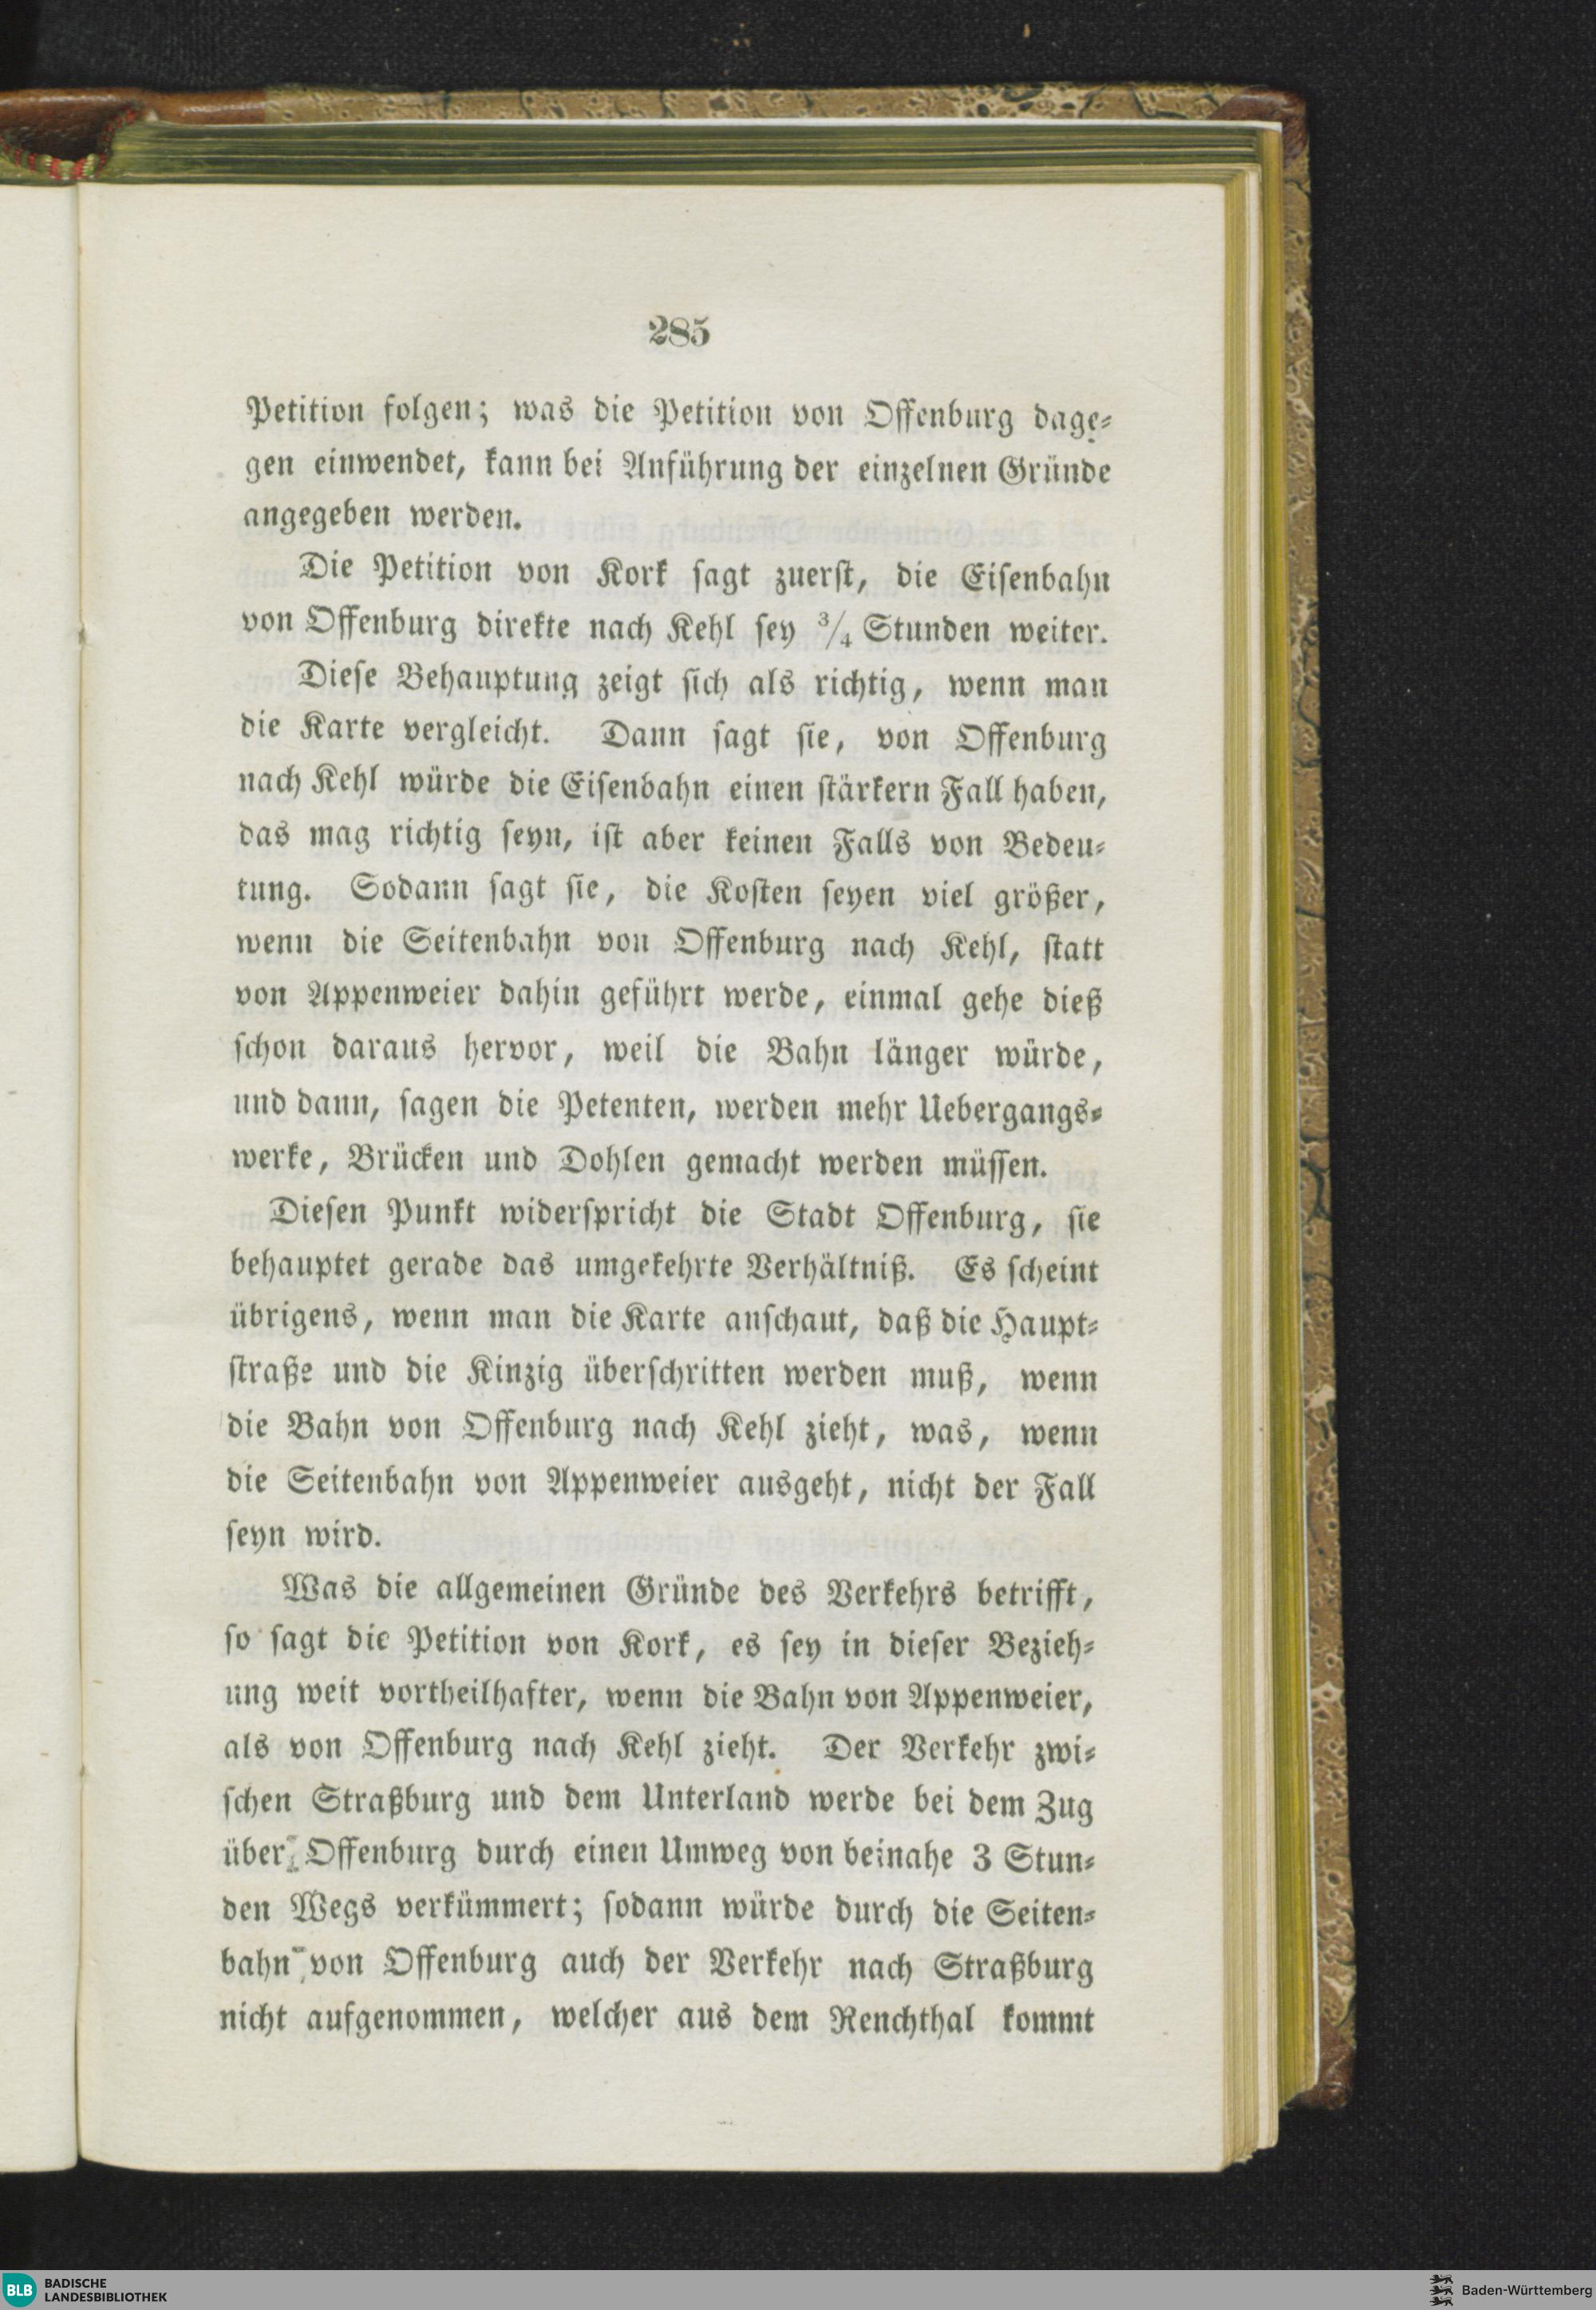 285
Petition folgen; was die Petition von Offenburg dage-
gen einwendet, kann bei Anführung der einzelnen Gründe
angegeben werden.
Die Petition von Kork sagt zuerst, die Eisenbahn
von Offenburg direkte nach Kehl sey 3/4 Stunden weiter.
Diese Behauptung zeigt sich als richtig, wenn man
die Karte vergleicht. Dann sagt sie, von Offenburg
nach Kehl würde die Eisenbahn einen stärkern Fall haben,
das mag richtig seyn, ist aber keinen Falls von Bedeu-
tung. Sodann sagt sie, die Kosten seyen viel größer,
wenn die Seitenbahn von Offenburg nach Kehl, statt
von Appenweier dahin geführt werde, einmal gehe dieß
schon daraus hervor, weil die Bahn länger würde,
und dann, sagen die Petenten, werden mehr Uebergangs-
werke, Brücken und Dohlen gemacht werden müssen.
Diesen Punkt widerspricht die Stadt Offenburg, sie
behauptet gerade das umgekehrte Verhältniß. Es scheint
übrigens, wenn man die Karte anschaut, daß die Haupt-
straße und die Kinzig überschritten werden muß, wenn
die Bahn von Offenburg nach Kehl zieht, was, wenn
die Seitenbahn von Appenweier ausgeht, nicht der Fall
seyn wird.
Was die allgemeinen Gründe des Verkehrs betrifft,
so sagt die Petition von Kork, es sey in dieser Bezieh-
ung weit vortheilhafter, wenn die Bahn von Appenweier,
als von Offenburg nach Kehl zieht. Der Verkehr zwi-
schen Straßburg und dem Unterland werde bei dem Zug
über Offenburg durch einen Umweg von beinahe 3 Stun-
den Wegs verkümmert; sodann würde durch die Seiten-
bahn von Offenburg auch der Verkehr nach Straßburg
nicht aufgenommen, welcher aus dem Renchthal kommt
BLB BADISCHE
LANDESBIBLIOTHEK
Baden-Württemberg